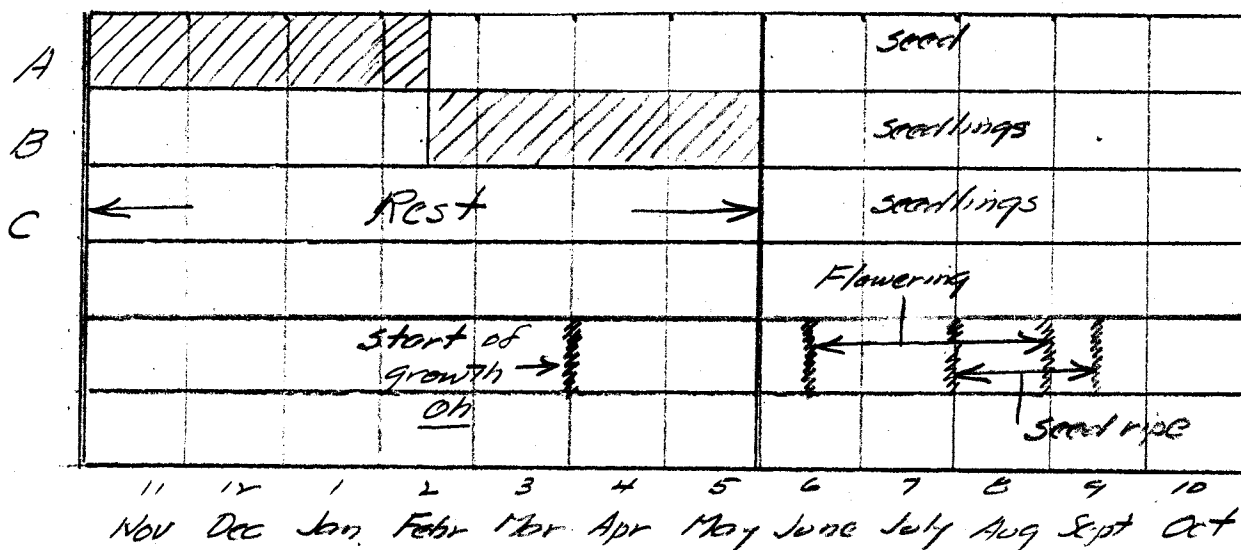 A seed
B seedlings
C Rest seedlings
Flowering
start of
growth
on
seed ripe
11 12 1 2 3 4 5 6 7 8 9 10
Nov Dec Jan Febr Mar Apr May June July Aug Sept Oct